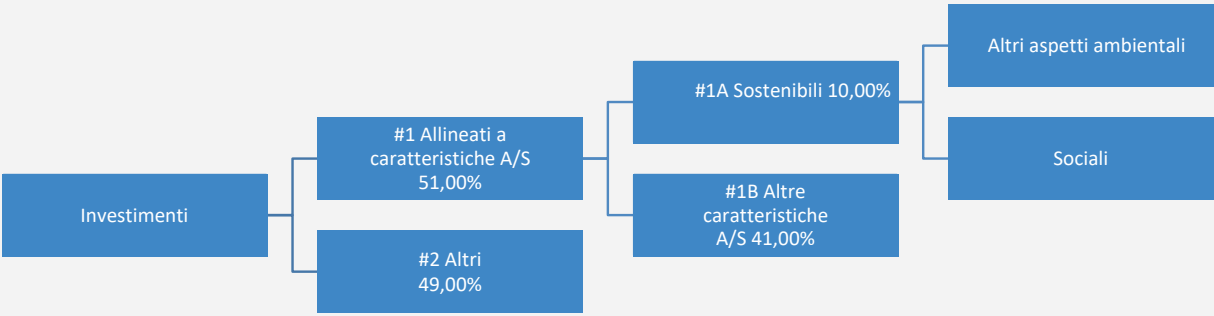 Investimenti
#1 Allineati a
caratteristiche A/S
51,00%
#2 Altri
49,00%
#1A Sostenibili 10,00%
#1B Altre
caratteristiche
A/S 41,00%
Altri aspetti ambientali
Sociali